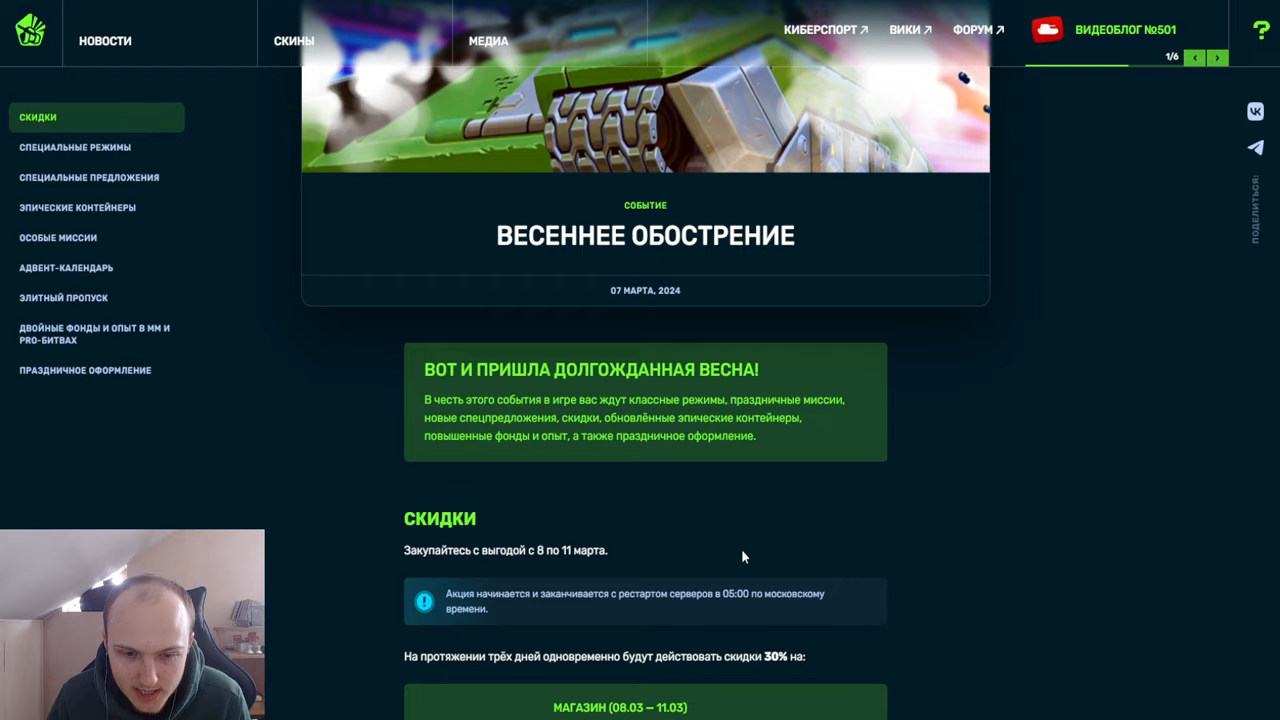 НОВОСТИ
СКИНЫ
МЕДИА
КИБЕРСПОРТ
ВИКИ
ФОРУМ
ВИДЕОБЛОГ №501
1/6
СКИДКИ
СПЕЦИАЛЬНЫЕ РЕЖИМЫ
СПЕЦИАЛЬНЫЕ ПРЕДЛОЖЕНИЯ
ЭПИЧЕСКИЕ КОНТЕЙНЕРЫ
ОСОБЫЕ МИССИИ
АДВЕНТ-КАЛЕНДАРЬ
ЭЛИТНЫЙ ПРОПУСК
ДВОЙНЫЕ ФОНДЫ И ОПЫТ В ММ И
PRO-БИТВАХ
ПРАЗДНИЧНОЕ ОФОРМЛЕНИЕ
ПОДЕЛИТЬСЯ:
СОБЫТИЕ
ВЕСЕННЕЕ ОБОСТРЕНИЕ
07 МАРТА, 2024
ВОТ И ПРИШЛА ДОЛГОЖДАННАЯ ВЕСНА!
В честь этого события в игре вас ждут классные режимы, праздничные миссии,
новые спецпредложения, скидки, обновлённые эпические контейнеры,
повышенные фонды и опыт, а также праздничное оформление.
СКИДКИ
Закупайтесь с выгодой с 8 по 11 марта.
Акция начинается и заканчивается с рестартом серверов в 05:00 по московскому
времени.
На протяжении трёх дней одновременно будут действовать скидки 30% на:
МАГАЗИН (08.03 — 11.03)